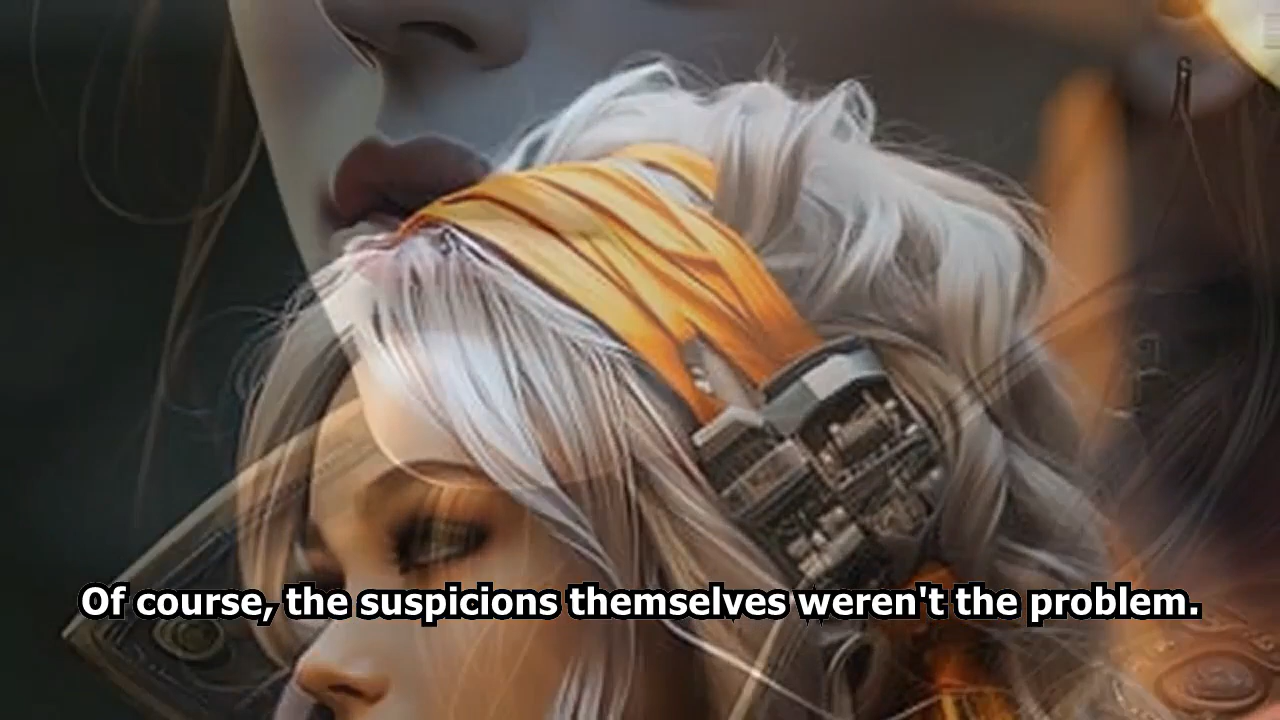 Of course, the suspicions themselves weren't the problem.